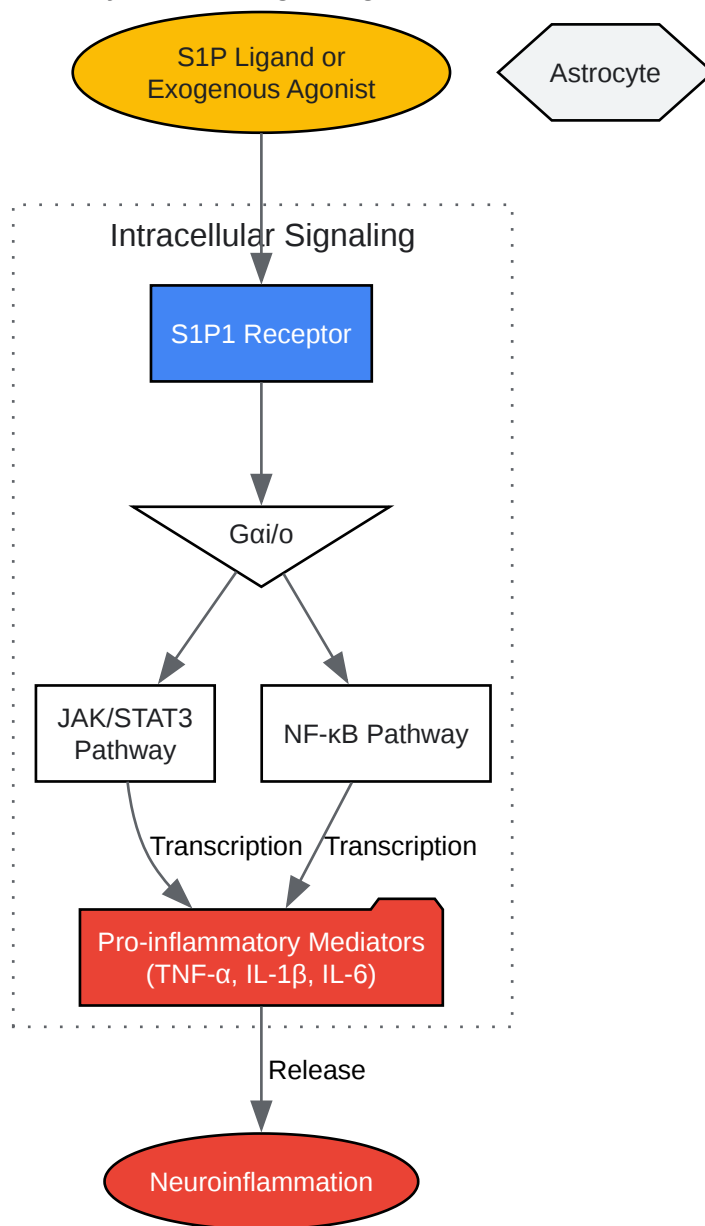 S1P Ligand or
Exogenous Agonist
Astrocyte
Intracellular Signaling
S1P1 Receptor
Gαi/o
JAK/STAT3
Pathway
NF-κB Pathway
Transcription
Transcription
Pro-inflammatory Mediators
(TNF-α, IL-1β, IL-6)
Release
Neuroinflammation